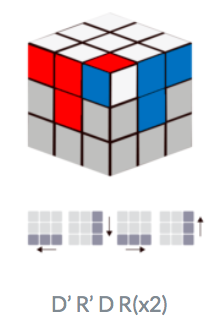 D’ R’ D R(x2)